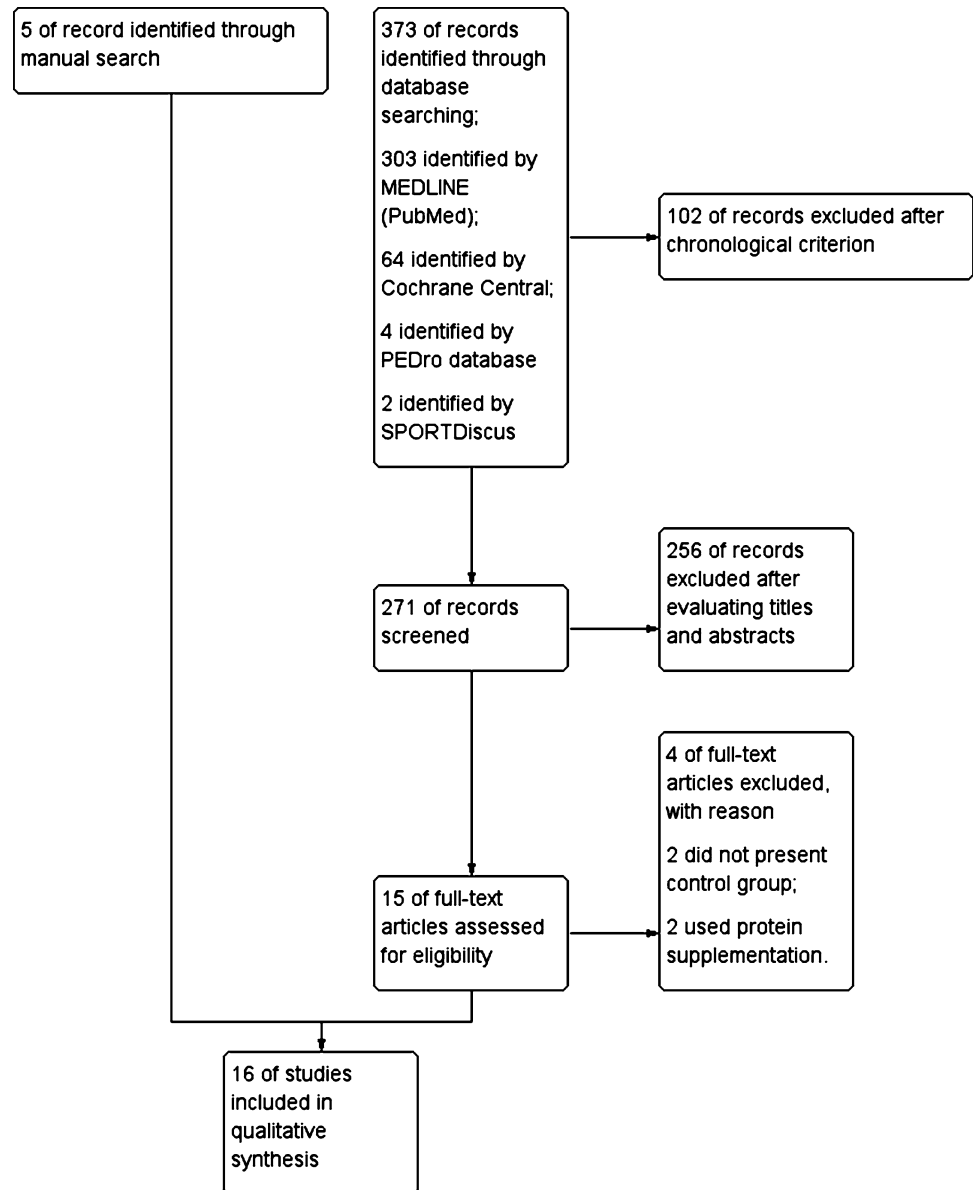 5 of record identified through
manual search
373 of records
identified through
database
searching;
303 identified by
MEDLINE
(PubMed);
64 identified by
Cochrane Central;
4 identified by
PEDro database
2 identified by
SPORTDiscus
102 of records excluded after
chronological criterion
271 of records
screened
256 of records
excluded after
evaluating titles
and abstracts
15 of full-text
articles assessed
for eligibility
4 of full-text
articles excluded,
with reason
2 did not present
control group;
2 used protein
supplementation.
16 of studies
included in
qualitative
synthesis